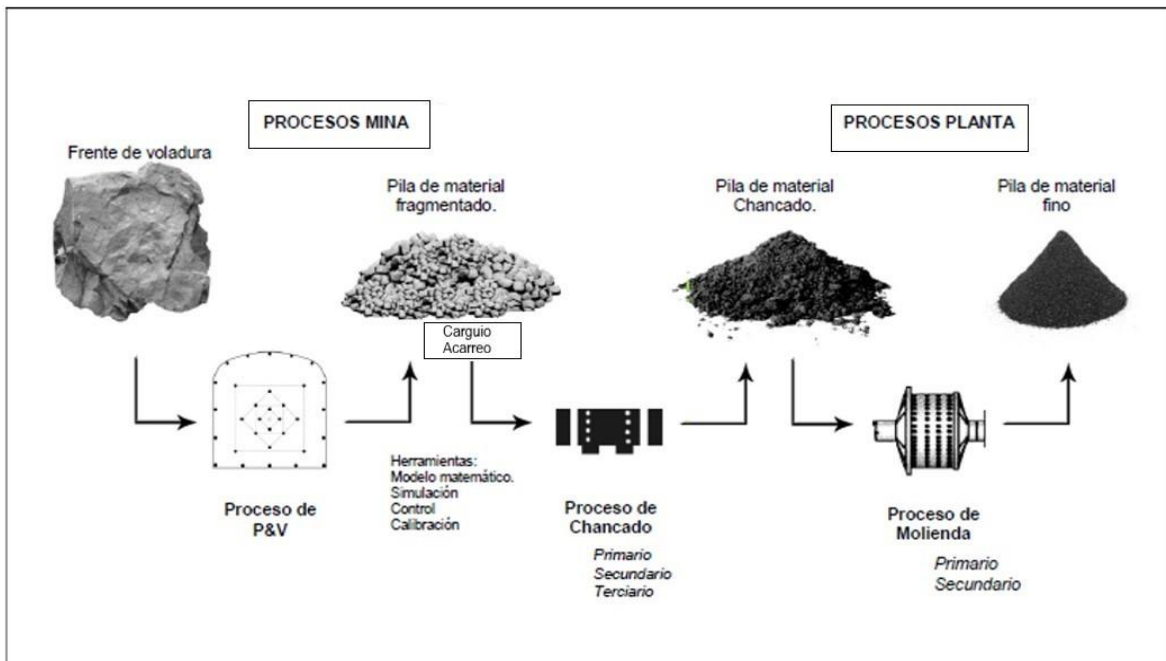 PROCESOS MINA
PROCESOS PLANTA
Frente de voladura
Pila de material
fragmentado.
Pila de material
Chancado.
Pila de material
fino
Carguio
Acarreo
Proceso de
P&V
Herramientas:
Modelo matemático.
Simulación
Control
Calibración
Proceso de
Chancado
Primario
Secundario
Terciario
Proceso de
Molienda
Primario
Secundario